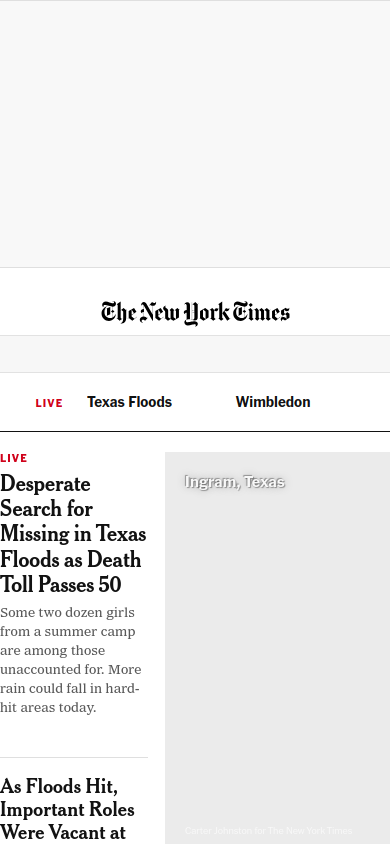 The New York Times
LIVE Texas Floods Wimbledon
LIVE
Desperate
Search for
Missing in Texas
Floods as Death
Toll Passes 50
Some two dozen girls
from a summer camp
are among those
unaccounted for. More
rain could fall in hard-
hit areas today.
As Floods Hit,
Important Roles
Were Vacant at
Ingram, Texas
Carter Johnston for The New York Times